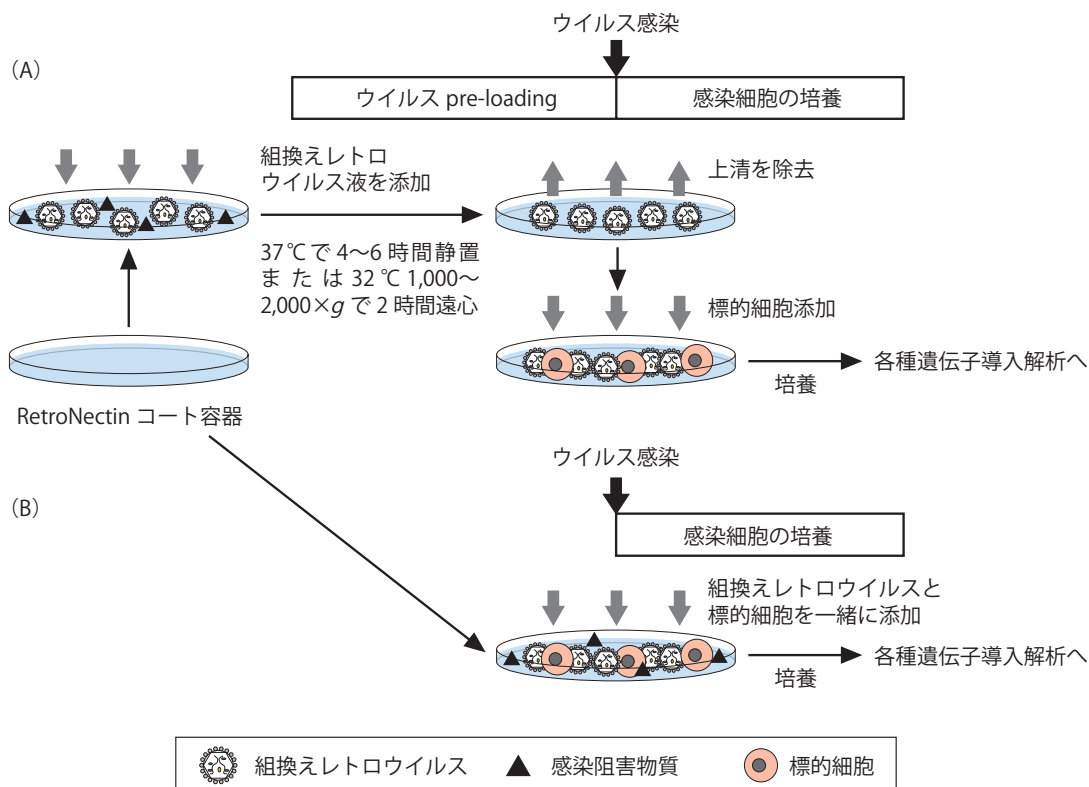 ウイルス感染
(A)
ウイルス pre-loading
感染細胞の培養
組換えレトロ
ウイルス液を添加
上清を除去
37℃で 4〜6 時間静置
または 32 ℃ 1,000〜
2,000×g で 2 時間遠心
標的細胞添加
培養
各種遺伝子導入解析へ
RetroNectin コート容器
ウイルス感染
(B)
感染細胞の培養
組換えレトロウイルスと
標的細胞を一緒に添加
培養
各種遺伝子導入解析へ
組換えレトロウイルス
感染阻害物質
標的細胞